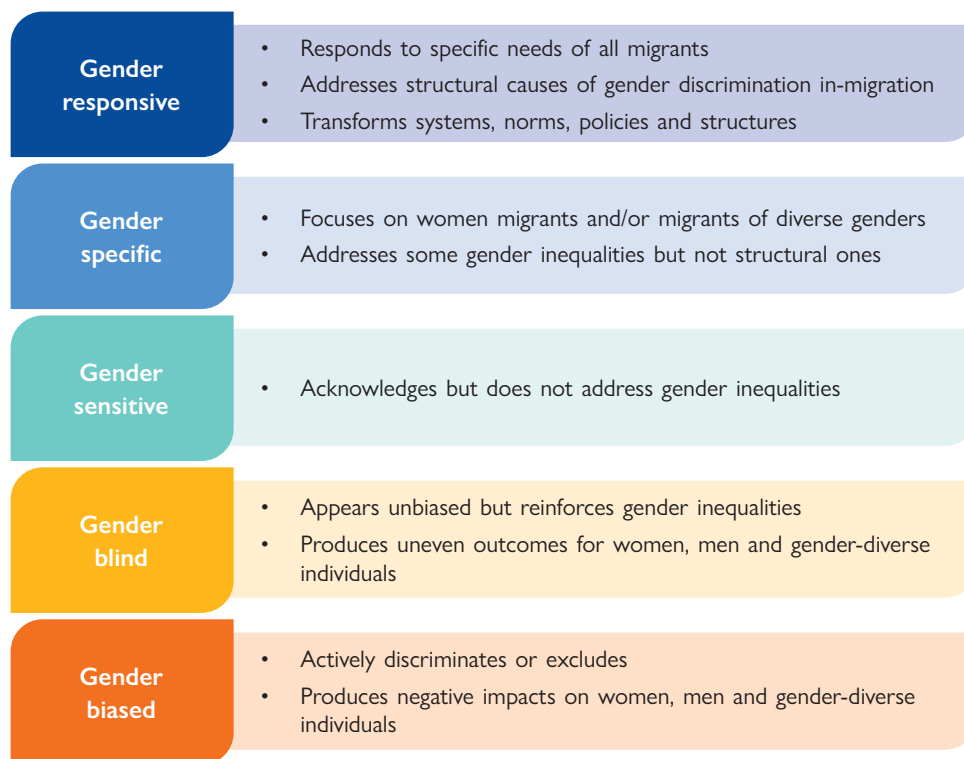 Gender
responsive
• Responds to specific needs of all migrants
• Addresses structural causes of gender discrimination in-migration
• Transforms systems, norms, policies and structures
Gender
specific
• Focuses on women migrants and/or migrants of diverse genders
• Addresses some gender inequalities but not structural ones
Gender
sensitive
• Acknowledges but does not address gender inequalities
Gender
blind
• Appears unbiased but reinforces gender inequalities
• Produces uneven outcomes for women, men and gender-diverse
individuals
Gender
biased
• Actively discriminates or excludes
• Produces negative impacts on women, men and gender-diverse
individuals